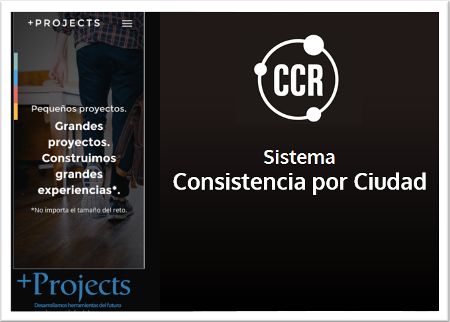 +PROJECTS
Pequeños proyectos.
Grandes
proyectos.
Construimos
grandes
experiencias*.
*No importa el tamaño del reto.
+Projects
Desarrollamos herramientas del futuro
CCR
Sistema
Consistencia por Ciudad